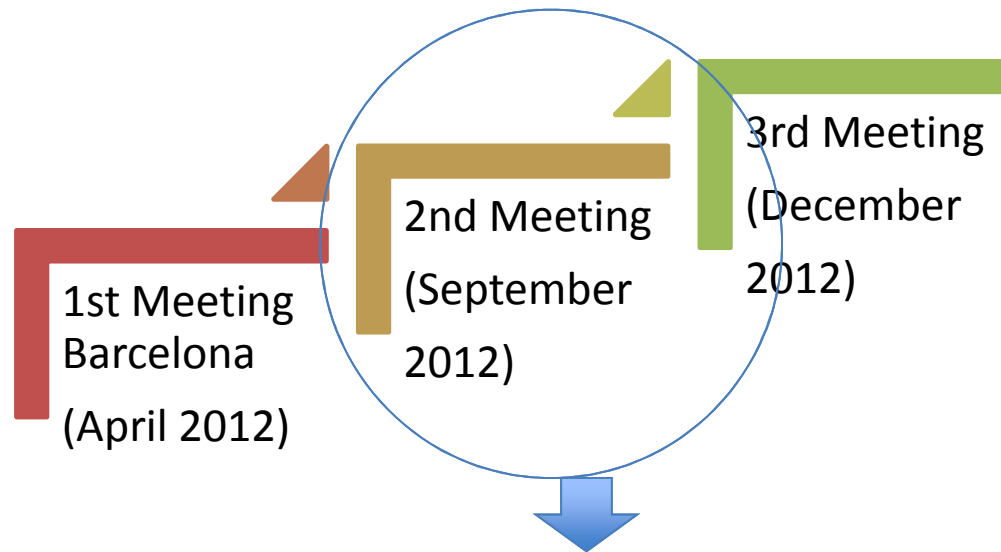 1st Meeting
Barcelona
(April 2012)
2nd Meeting
(September
2012)
3rd Meeting
(December
2012)